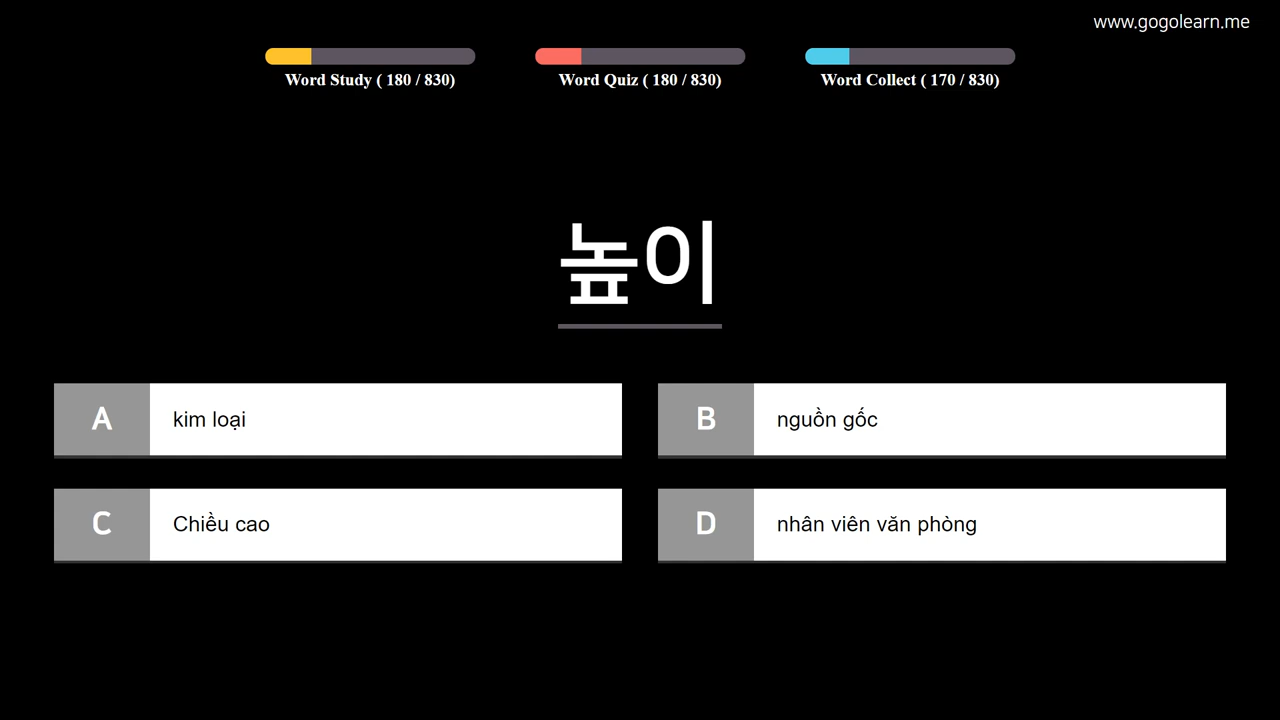 www.gogolearn.me
Word Study ( 180 / 830)
Word Quiz ( 180 / 830)
Word Collect ( 170 / 830)
높이
A kim loại
B nguồn gốc
C Chiều cao
D nhân viên văn phòng